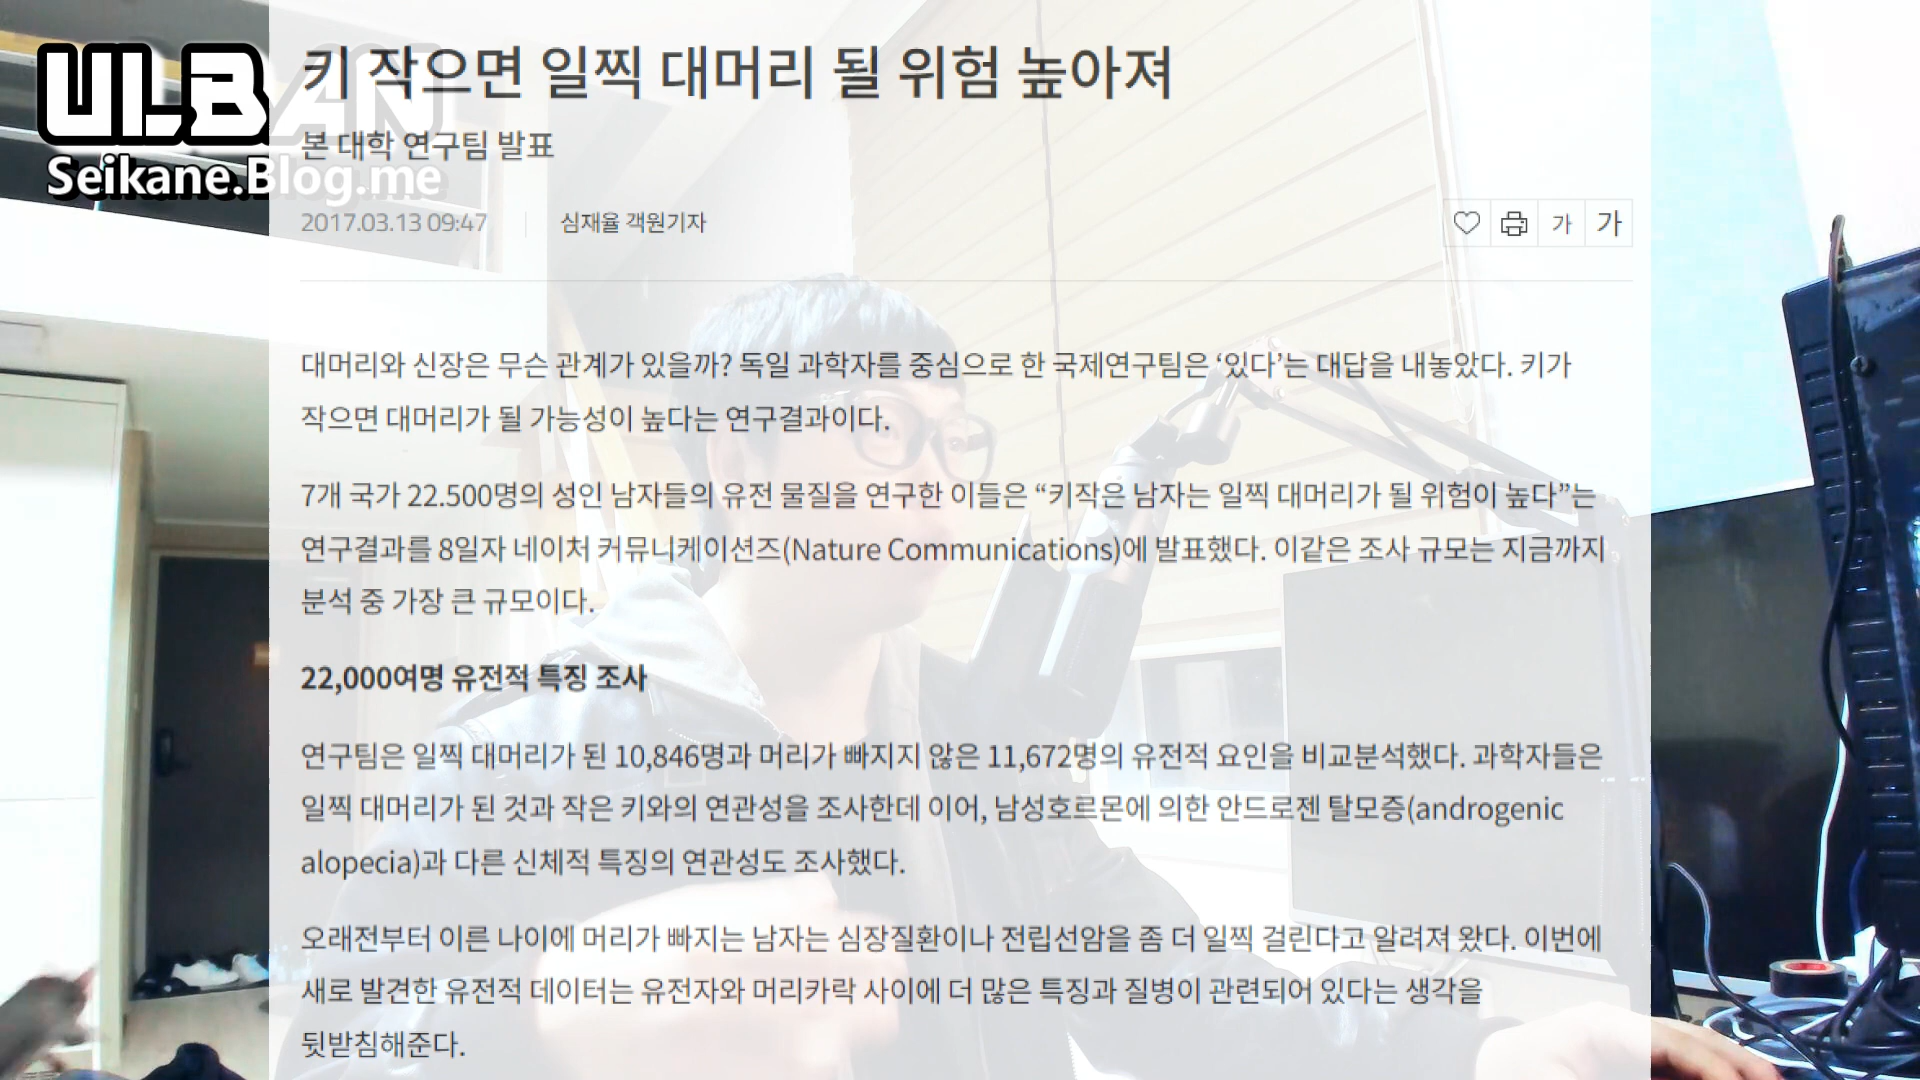 ULBAN
Seikane.Blog.me
키 작으면 일찍 대머리 될 위험 높아져
본 대학 연구팀 발표
2017.03.13 09:47
심재율 객원기자
가 가
대머리와 신장은 무슨 관계가 있을까? 독일 과학자를 중심으로 한 국제연구팀은 ‘있다’는 대답을 내놓았다. 키가
작으면 대머리가 될 가능성이 높다는 연구결과이다.
7개 국가 22.500명의 성인 남자들의 유전 물질을 연구한 이들은 “키작은 남자는 일찍 대머리가 될 위험이 높다”는
연구결과를 8일자 네이처 커뮤니케이션즈(Nature Communications)에 발표했다. 이같은 조사 규모는 지금까지
분석 중 가장 큰 규모이다.
22,000여명 유전적 특징 조사
연구팀은 일찍 대머리가 된 10,846명과 머리가 빠지지 않은 11,672명의 유전적 요인을 비교분석했다. 과학자들은
일찍 대머리가 된 것과 작은 키와의 연관성을 조사한데 이어, 남성호르몬에 의한 안드로젠 탈모증(androgenic
alopecia)과 다른 신체적 특징의 연관성도 조사했다.
오래전부터 이른 나이에 머리가 빠지는 남자는 심장질환이나 전립선암을 좀 더 일찍 걸린다고 알려져 왔다. 이번에
새로 발견한 유전적 데이터는 유전자와 머리카락 사이에 더 많은 특징과 질병이 관련되어 있다는 생각을
뒷받침해준다.